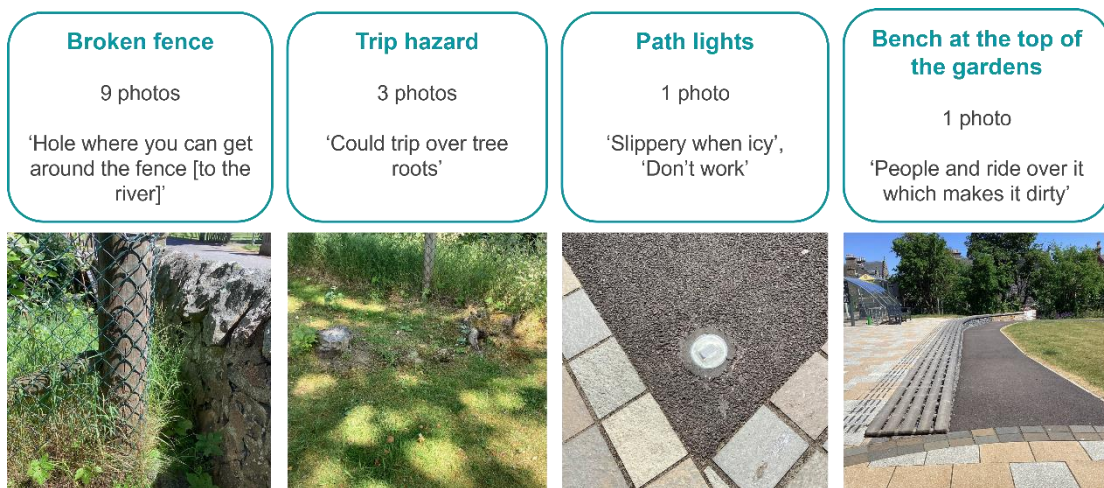 Broken fence
9 photos
‘Hole where you can get
around the fence [to the
river]’
Trip hazard
3 photos
‘Could trip over tree
roots’
Path lights
1 photo
‘Slippery when icy’,
‘Don’t work’
Bench at the top of
the gardens
1 photo
‘People and ride over it
which makes it dirty’